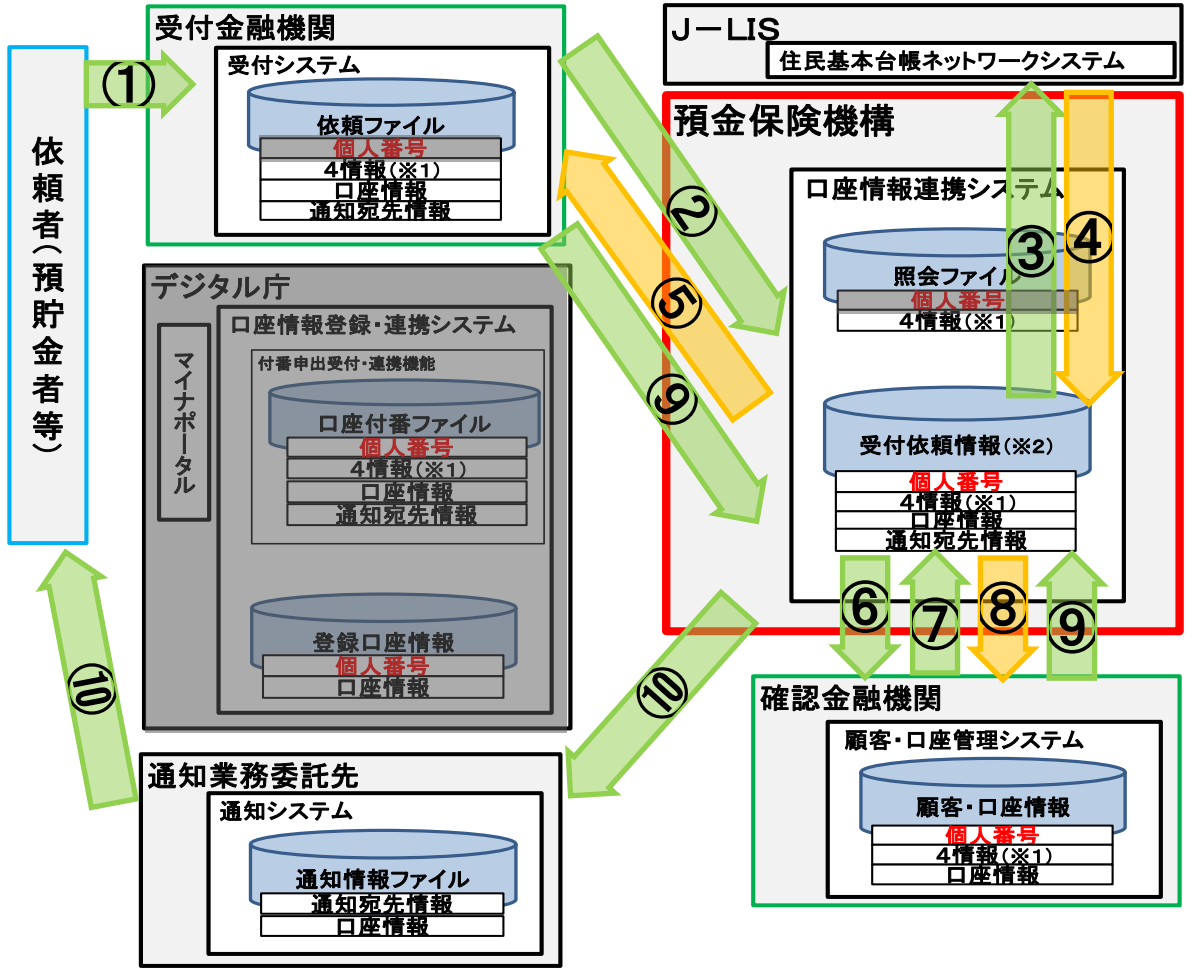 受付金融機関
受付システム
依頼ファイル
個人番号
4情報(※1)
口座情報
通知宛先情報
①
依頼者(預貯金者等)
J-LIS
住民基本台帳ネットワークシステム
預金保険機構
口座情報連携システム
照会ファイル
個人番号
4情報(※1)
受付依頼情報(※2)
個人番号
4情報(※1)
口座情報
通知宛先情報
②
③
④
⑤
⑨
デジタル庁
口座情報登録・連携システム
マイナポータル
付番申出受付・連携機能
口座付番ファイル
個人番号
4情報(※1)
口座情報
通知宛先情報
登録口座情報
個人番号
口座情報
⑥
⑦
⑧
⑨
⑩
⑩
確認金融機関
顧客・口座管理システム
顧客・口座情報
個人番号
4情報(※1)
口座情報
通知業務委託先
通知システム
通知情報ファイル
通知宛先情報
口座情報